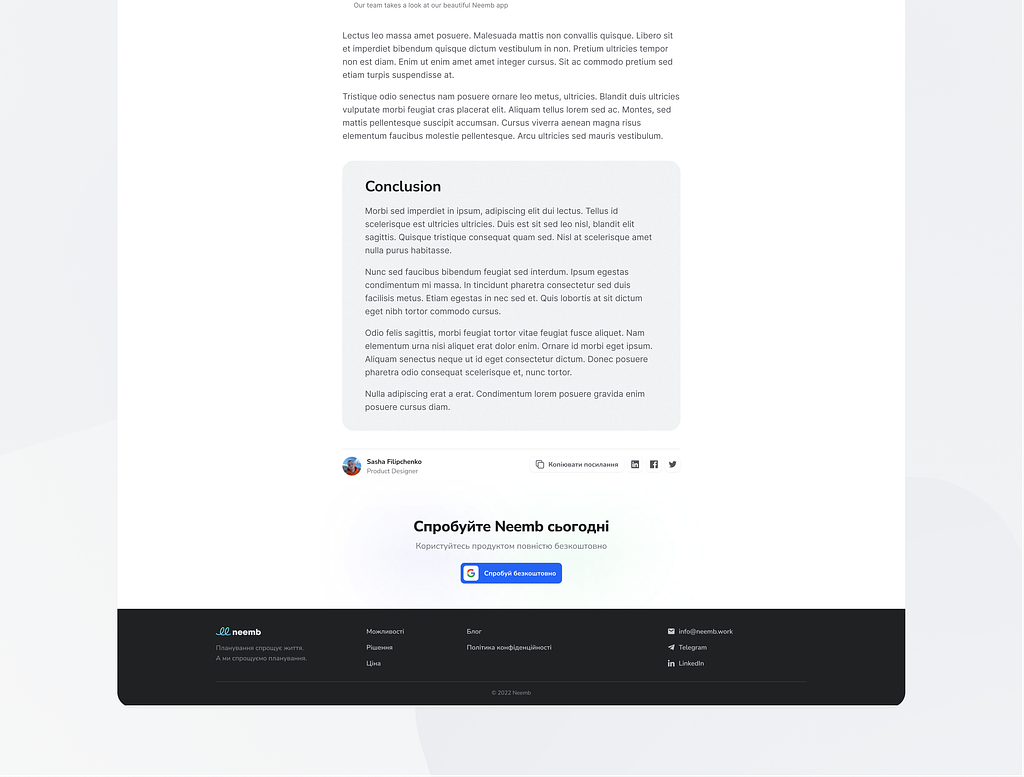 Our team takes a look at our beautiful Neemb app
Lectus leo massa amet posuere. Malesuada mattis non convallis quisque. Libero sit
et imperdiet bibendum quisque dictum vestibulum in non. Pretium ultricies tempor
non est diam. Enim ut enim amet amet integer cursus. Sit ac commodo pretium sed
etiam turpis suspendisse at.
Tristique odio senectus nam posuere ornare leo metus, ultricies. Blandit duis ultricies
vulputate morbi feugiat cras placerat elit. Aliquam tellus lorem sed ac. Montes, sed
mattis pellentesque suscipit accumsan. Cursus viverra aenean magna risus
elementum faucibus molestie pellentesque. Arcu ultricies sed mauris vestibulum.
Conclusion
Morbi sed imperdiet in ipsum, adipiscing elit dui lectus. Tellus id
scelerisque est ultricies ultricies. Duis est sit sed leo nisl, blandit elit
sagittis. Quisque tristique consequat quam sed. Nisl at scelerisque amet
nulla purus habitasse.
Nunc sed faucibus bibendum feugiat sed interdum. Ipsum egestas
condimentum mi massa. In tincidunt pharetra consectetur sed duis
facilisis metus. Etiam egestas in nec sed et. Quis lobortis at sit dictum
eget nibh tortor commodo cursus.
Odio felis sagittis, morbi feugiat tortor vitae feugiat fusce aliquet. Nam
elementum urna nisi aliquet erat dolor enim. Ornare id morbi eget ipsum.
Aliquam senectus neque ut id eget consectetur dictum. Donec posuere
pharetra odio consequat scelerisque et, nunc tortor.
Nulla adipiscing erat a erat. Condimentum lorem posuere gravida enim
posuere cursus diam.
Sasha Filipchenko
Product Designer
Копіювати посилання
Спробуйте Neemb сьогодні
Користуйтесь продуктом повністю безкоштовно
Спробуй безкоштовно
neemb
Планування спрощує життя.
А ми спрощуємо планування.
Можливості
Рішення
Ціна
Блог
Політика конфіденційності
info@neemb.work
Telegram
LinkedIn
© 2022 Neemb